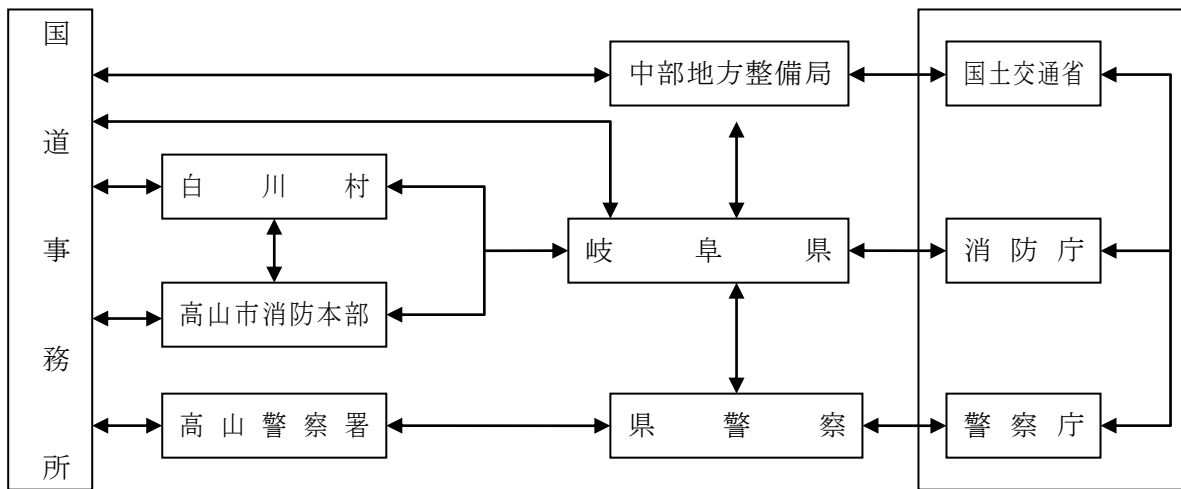 国道事務所
中部地方整備局
国土交通省
白川村
岐阜県
消防庁
高山市消防本部
高山警察署
県警察
警察庁